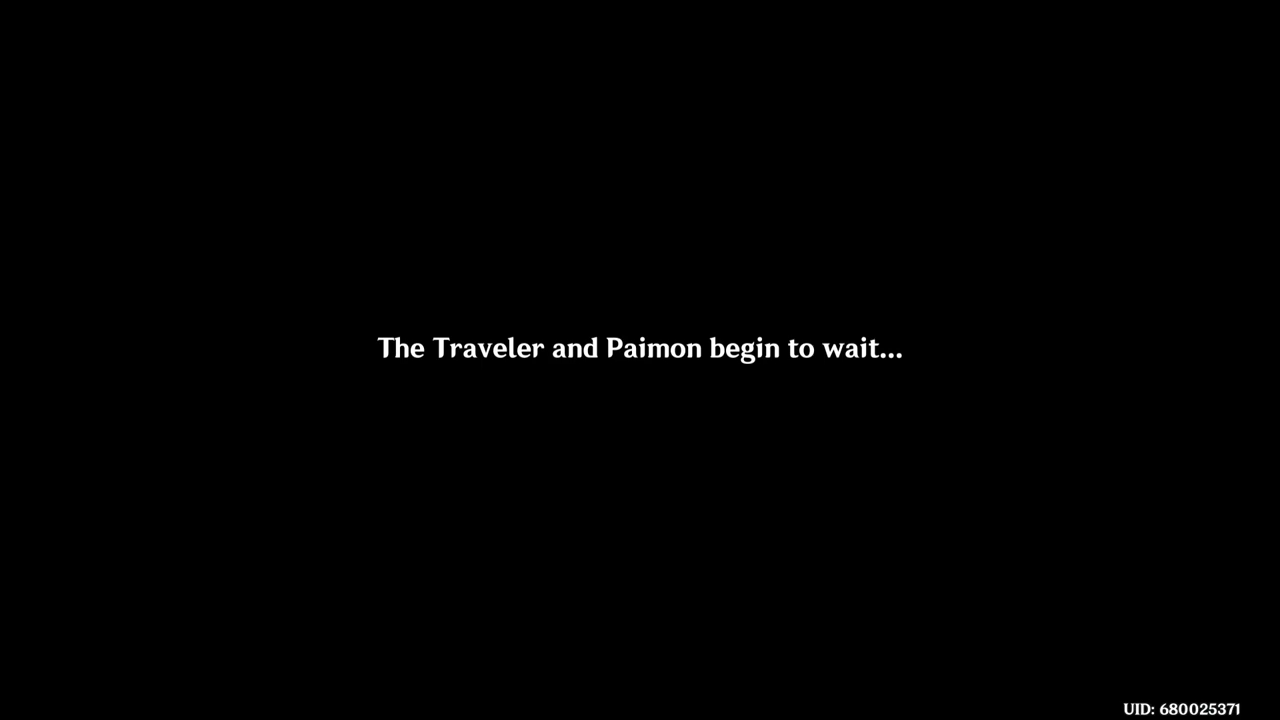 The Traveler and Paimon begin to wait...
UID: 680025371